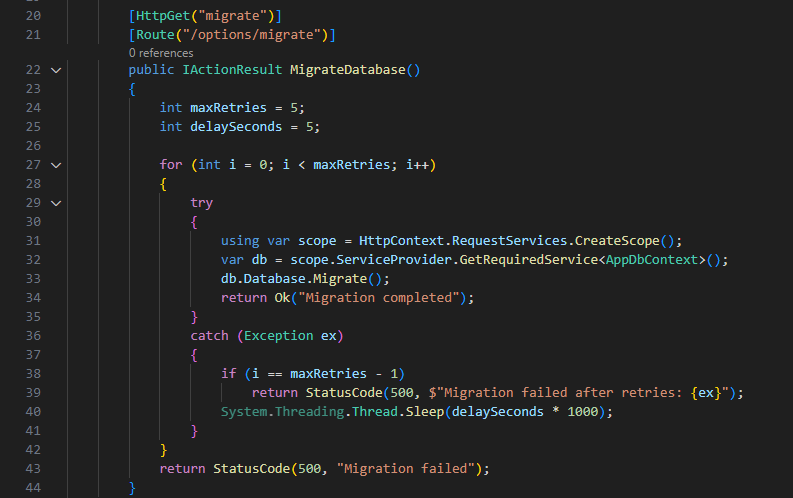 20 [HttpGet("migrate")]
21 [Route("/options/migrate")]
0 references
22 public IActionResult MigrateDatabase()
23 {
24 int maxRetries = 5;
25 int delaySeconds = 5;
26
27 for (int i = 0; i < maxRetries; i++)
28 {
29 try
30 {
31 using var scope = HttpContext.RequestServices.CreateScope();
32 var db = scope.ServiceProvider.GetRequiredService<AppDbContext>();
33 db.Database.Migrate();
34 return Ok("Migration completed");
35 }
36 catch (Exception ex)
37 {
38 if (i == maxRetries - 1)
39 return StatusCode(500, $"Migration failed after retries: {ex}");
40 System.Threading.Thread.Sleep(delaySeconds * 1000);
41 }
42 }
43 return StatusCode(500, "Migration failed");
44 }